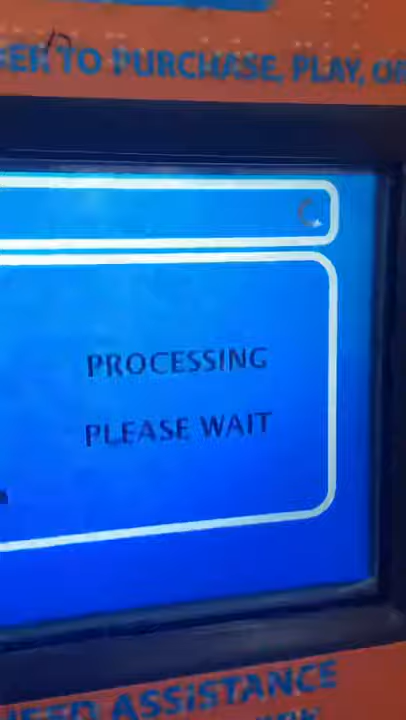 TO PURCHASE, PLAY,
PROCESSING
PLEASE WAIT
ASSISTANCE